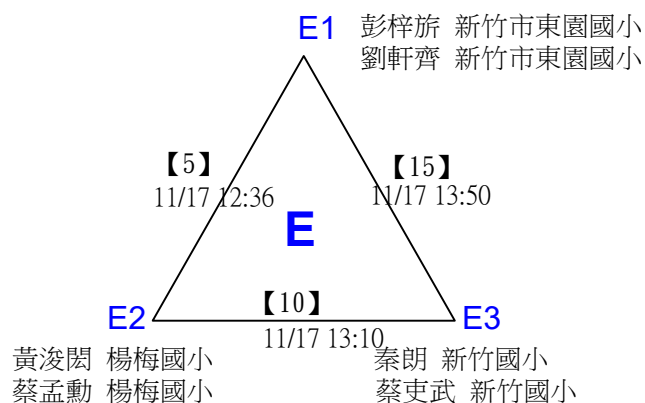 E1 彭梓旂 新竹市東園國小
劉軒齊 新竹市東園國小
【5】
11/17 12:36
【15】
11/17 13:50
E
【10】
11/17 13:10
E2
E3
黃浚閎 楊梅國小
蔡孟勳 楊梅國小
秦朗 新竹國小
蔡吏武 新竹國小